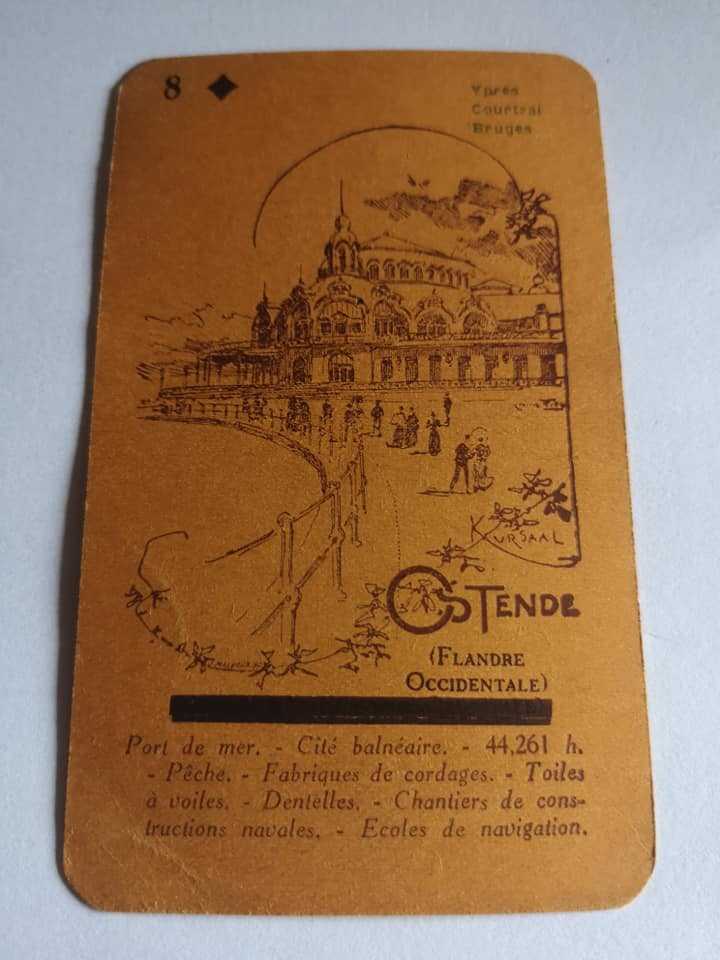 8 ♦
Ypres
Courtrai
Bruges
KURSAAL
OSTENDE
(FLANDRE
OCCIDENTALE)
Port de mer. - Cité balnéaire. - 44,261 h.
- Pêche. - Fabriques de cordages. - Toiles
à voiles. - Dentelles. - Chantiers de cons-
tructions navales. - Ecoles de navigation.